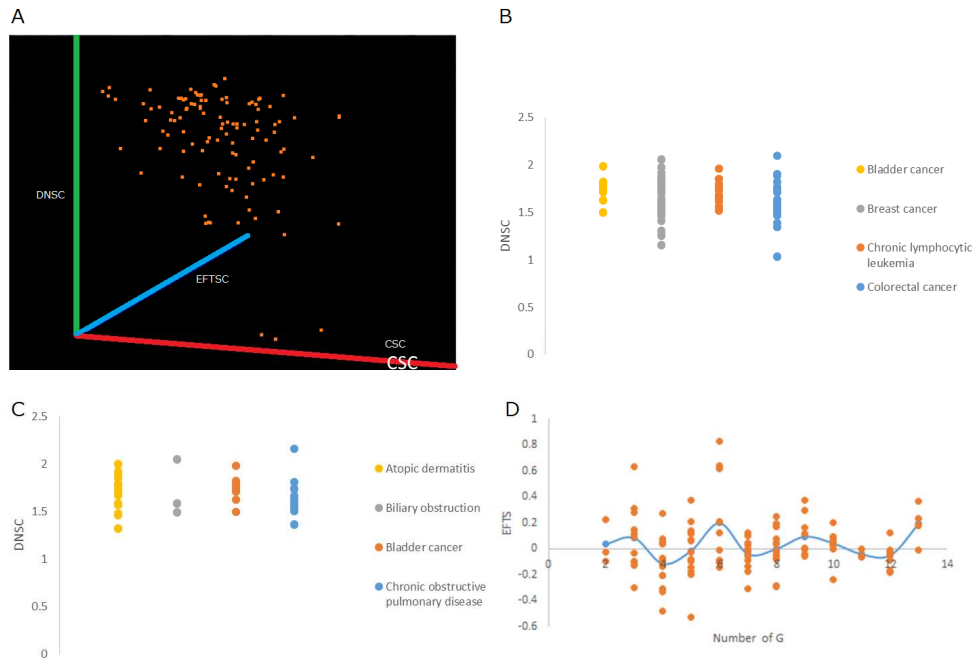 A
DNSC
EFTSC
CSC
CSC
B
2.5
2
1.5
1
0.5
0
DNSC
Bladder cancer
Breast cancer
Chronic lymphocytic
leukemia
Colorectal cancer
C
2.5
2
1.5
1
0.5
0
DNSC
Atopic dermatitis
Biliary obstruction
Bladder cancer
Chronic obstructive
pulmonary disease
D
1
0.8
0.6
0.4
0.2
0
-0.2
-0.4
-0.6
EFTS
0 2 4 6 8 10 12 14
Number of G